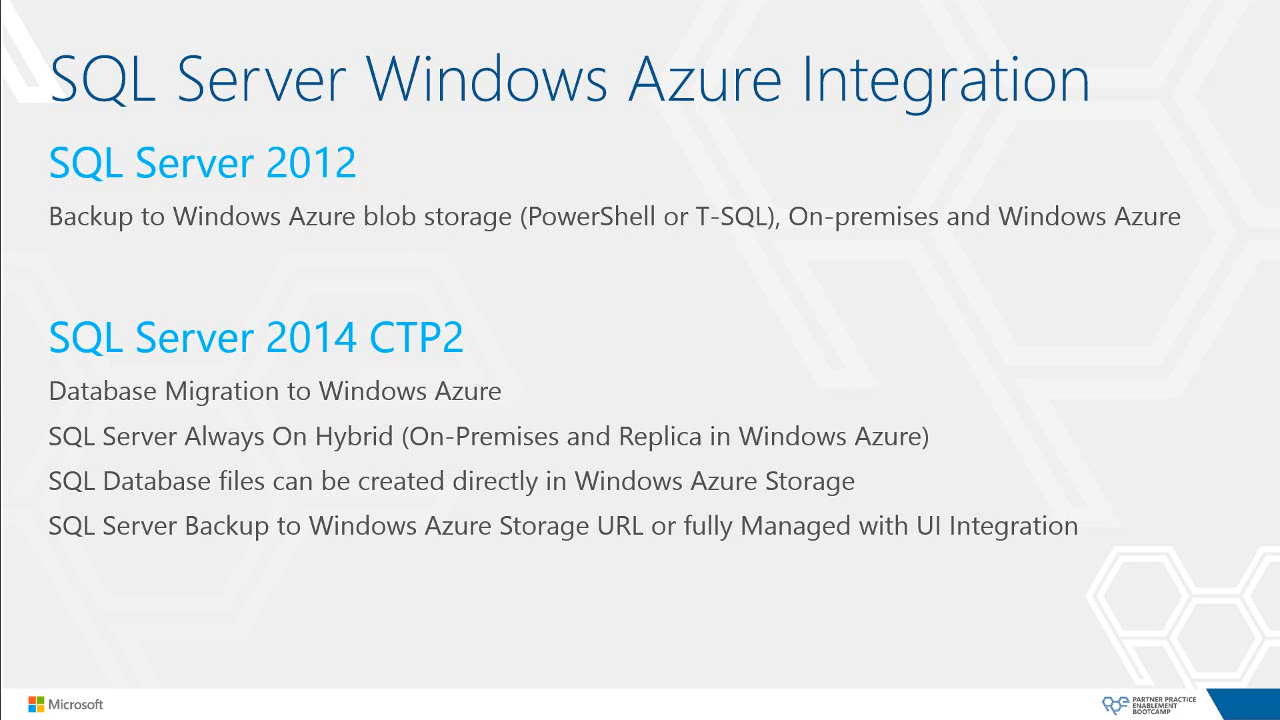 SQL Server Windows Azure Integration
SQL Server 2012
Backup to Windows Azure blob storage (PowerShell or T-SQL), On-premises and Windows Azure
SQL Server 2014 CTP2
Database Migration to Windows Azure
SQL Server Always On Hybrid (On-Premises and Replica in Windows Azure)
SQL Database files can be created directly in Windows Azure Storage
SQL Server Backup to Windows Azure Storage URL or fully Managed with UI Integration
Microsoft
PARTNER PRACTICE
ENABLEMENT
BOOTCAMP